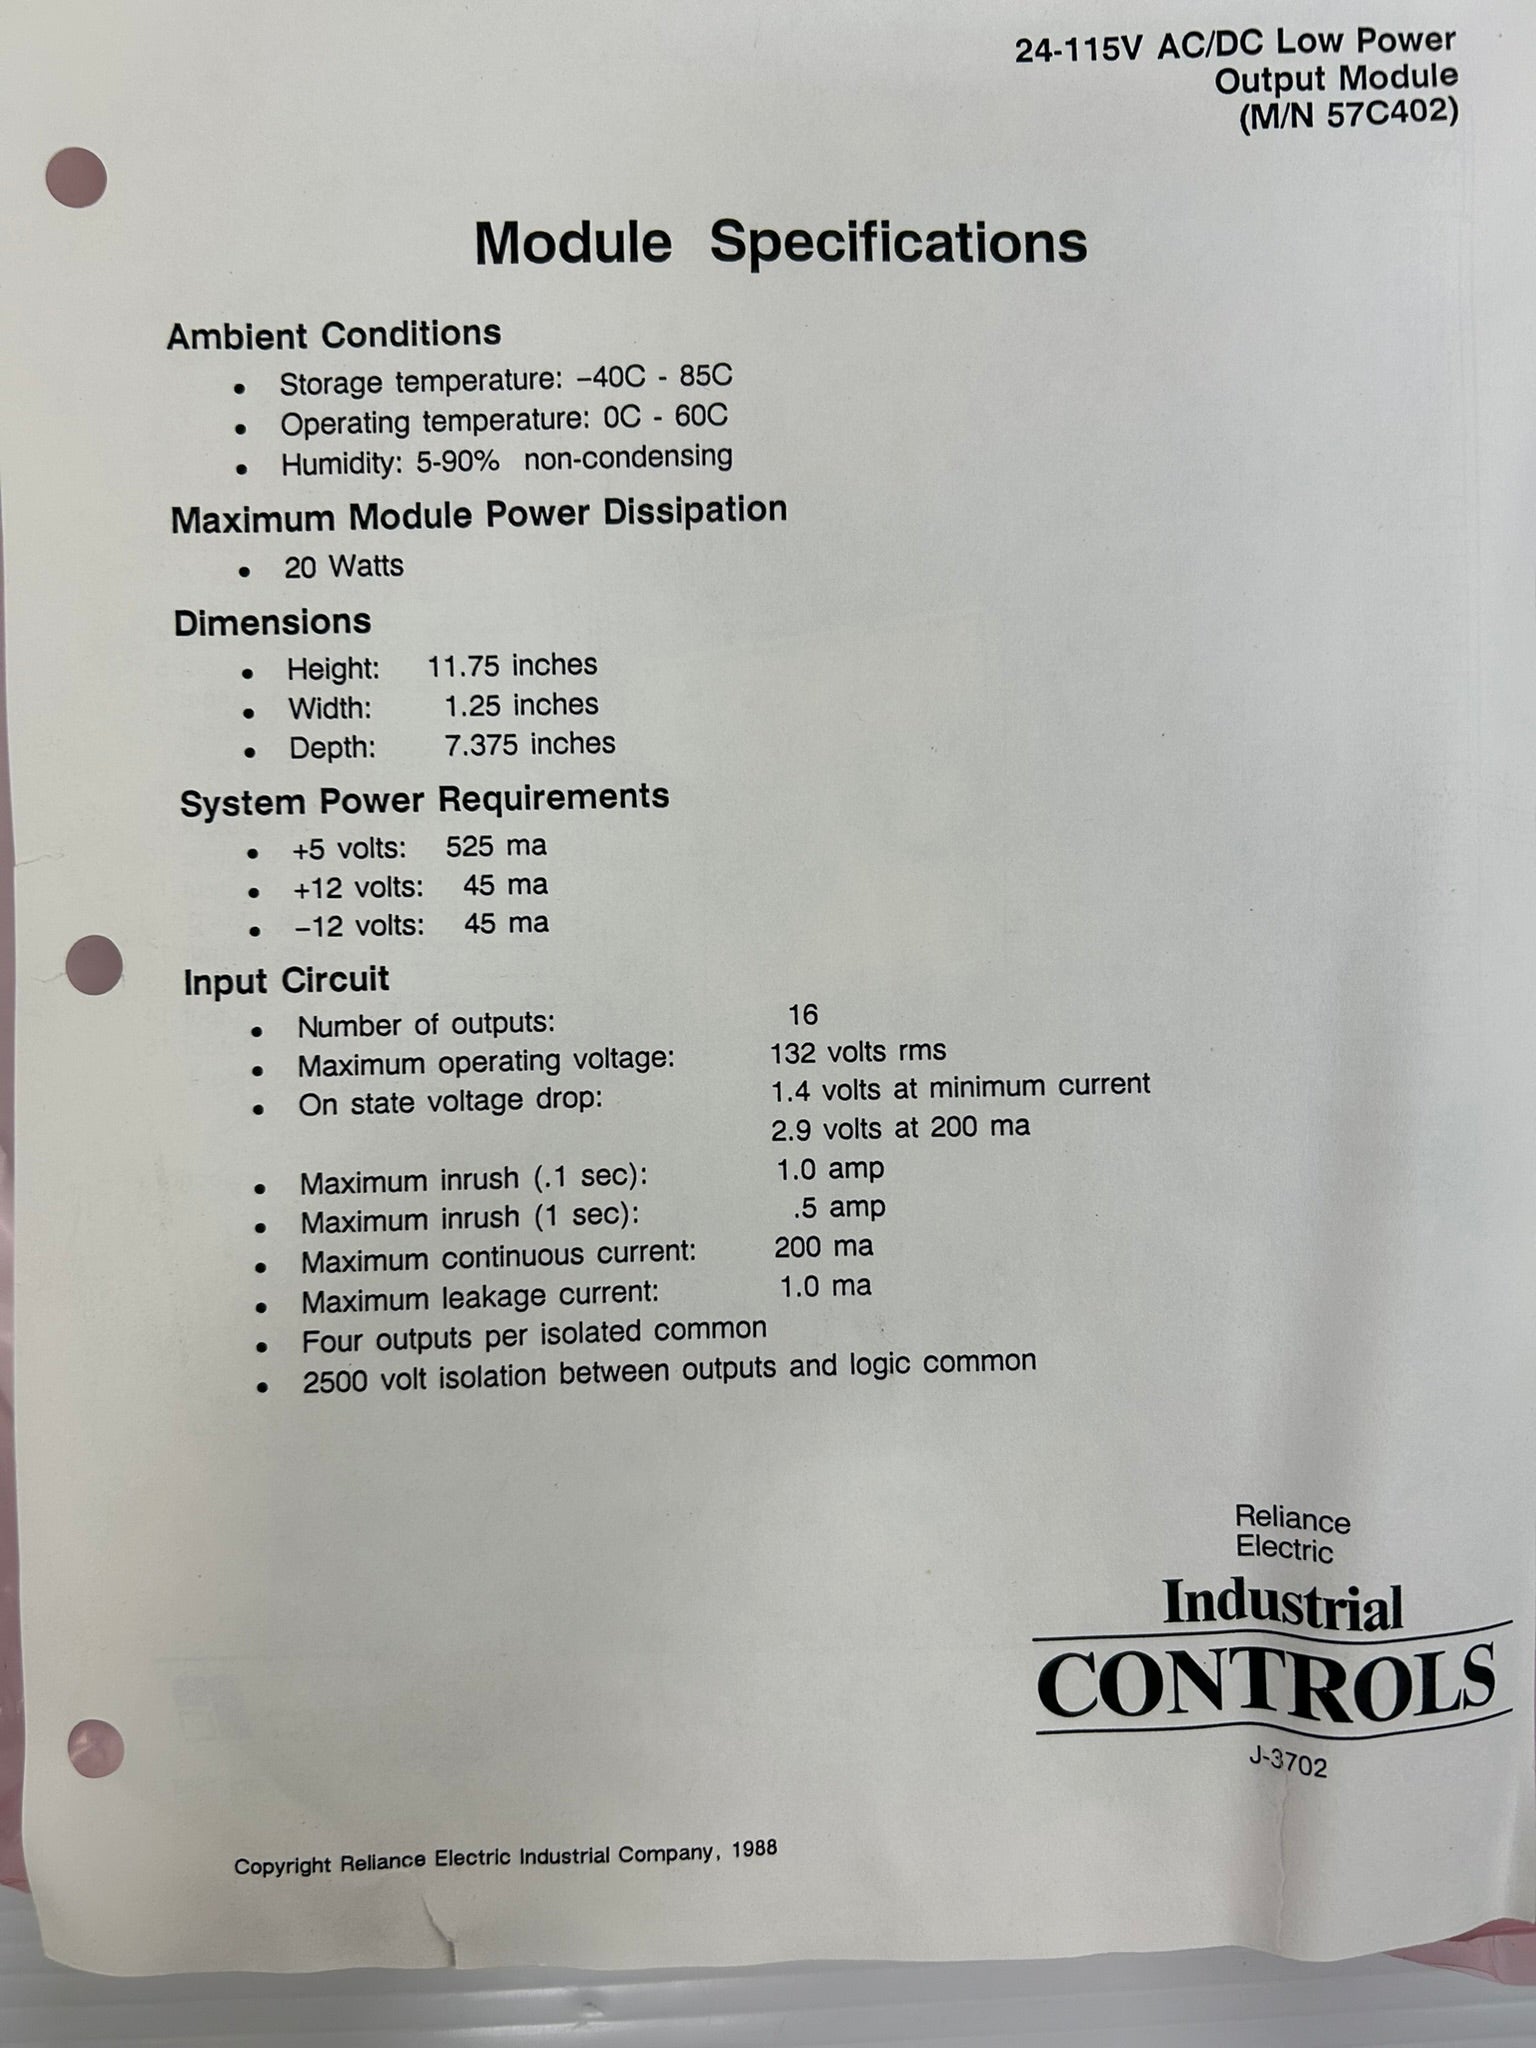 24-115V AC/DC Low Power
Output Module
(M/N 57C402)
Module Specifications
Ambient Conditions
• Storage temperature: –40C - 85C
• Operating temperature: 0C - 60C
• Humidity: 5-90% non-condensing
Maximum Module Power Dissipation
• 20 Watts
Dimensions
• Height: 11.75 inches
• Width: 1.25 inches
• Depth: 7.375 inches
System Power Requirements
• +5 volts: 525 ma
• +12 volts: 45 ma
• –12 volts: 45 ma
Input Circuit
• Number of outputs: 16
• Maximum operating voltage: 132 volts rms
• On state voltage drop: 1.4 volts at minimum current
2.9 volts at 200 ma
• Maximum inrush (.1 sec): 1.0 amp
• Maximum inrush (1 sec): .5 amp
• Maximum continuous current: 200 ma
• Maximum leakage current: 1.0 ma
• Four outputs per isolated common
• 2500 volt isolation between outputs and logic common
Reliance
Electric
Industrial
CONTROLS
J-3702
Copyright Reliance Electric Industrial Company, 1988